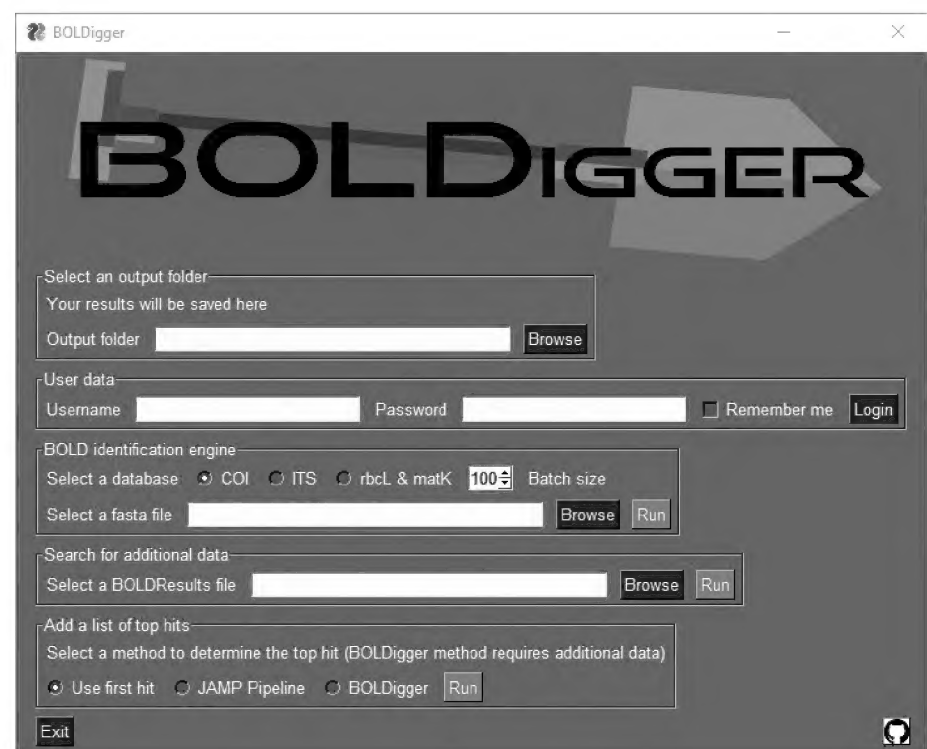 BOLDigger
BOLDIGGER
Select an output folder
Your results will be saved here
Output folder Browse
User data
Username Password Remember me Login
BOLD identification engine
Select a database COI ITS rbcL & matK 100 Batch size
Select a fasta file Browse Run
Search for additional data
Select a BOLDResults file Browse Run
Add a list of top hits
Select a method to determine the top hit (BOLDigger method requires additional data)
Use first hit JAMP Pipeline BOLDigger Run
Exit